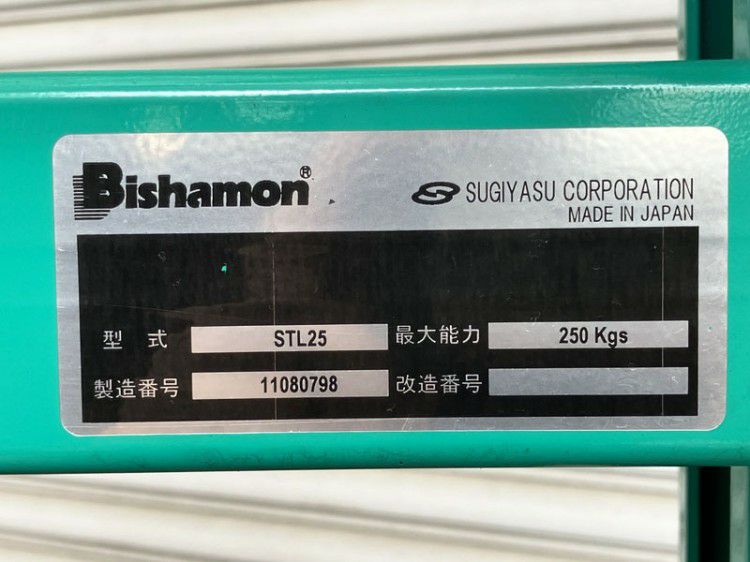 Bishamon®
SUGIYASU CORPORATION
MADE IN JAPAN
型式 STL25 最大能力 250 Kgs
製造番号 11080798 改造番号